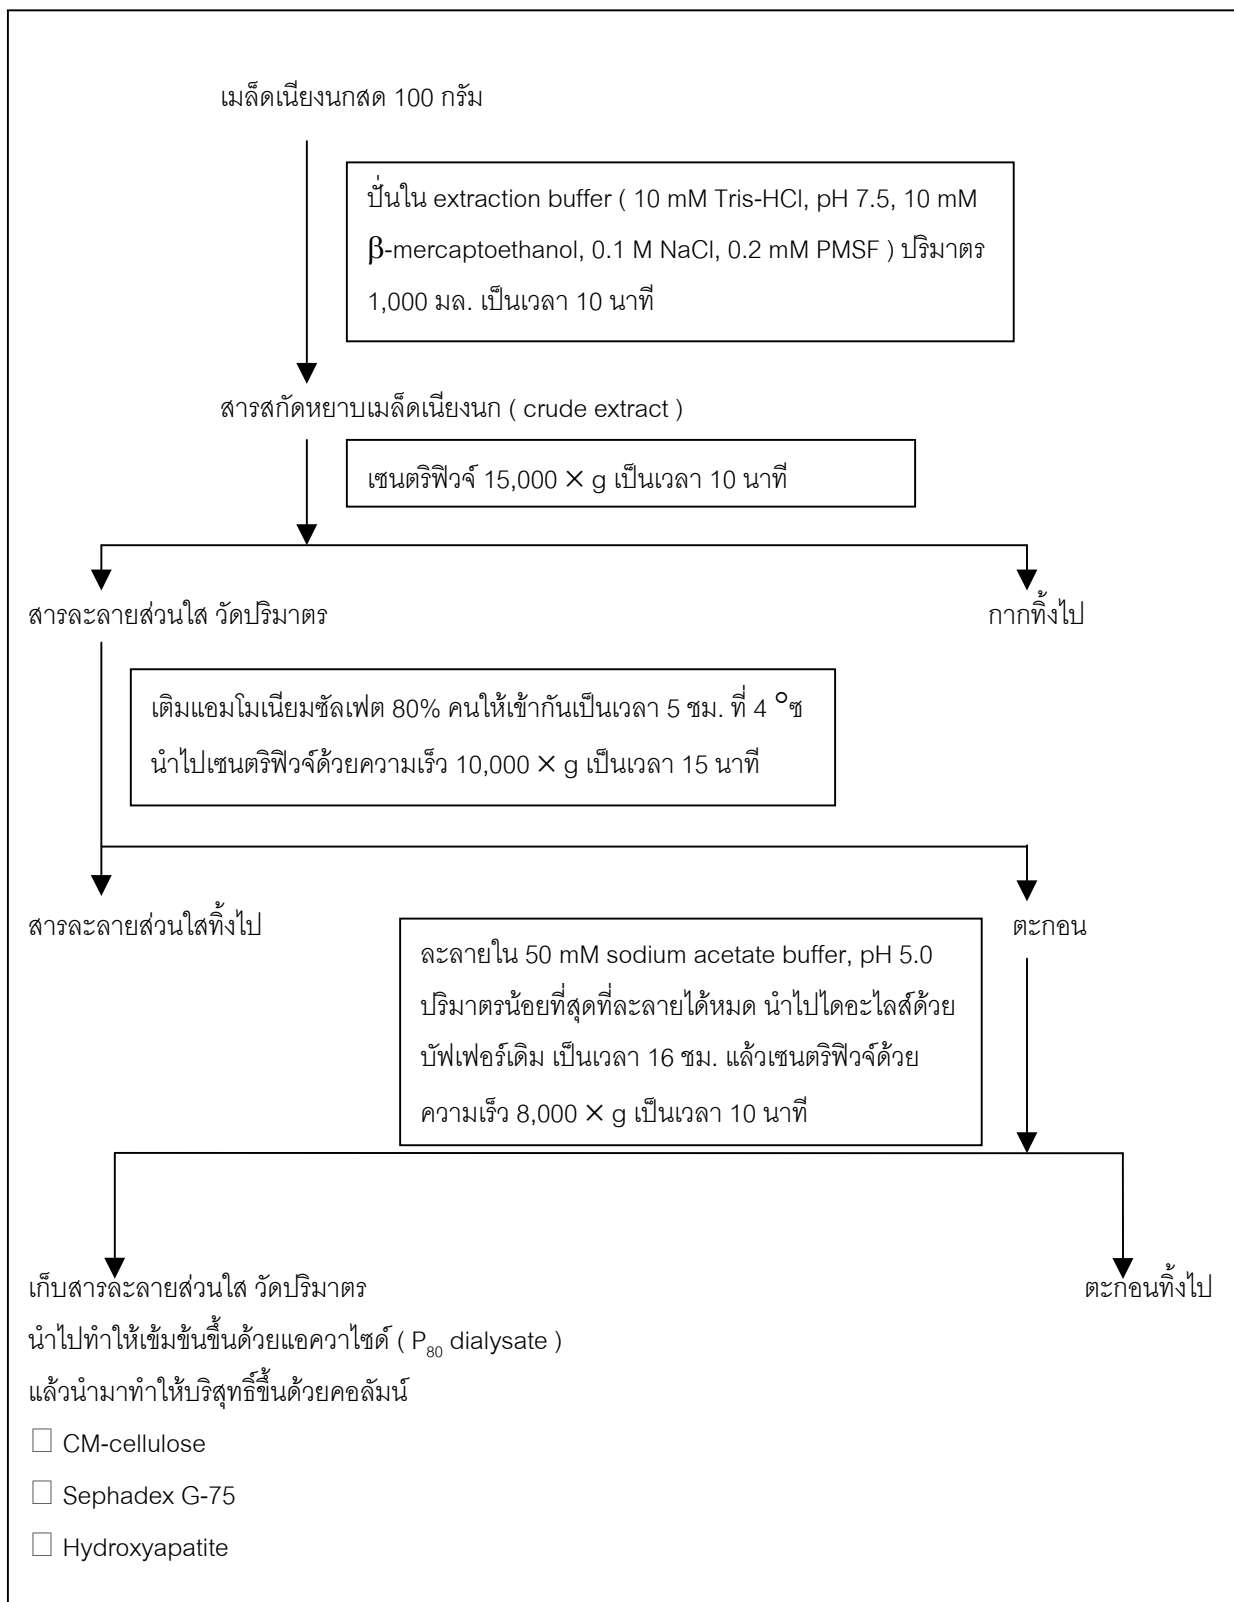 เมล็ดเนียงนกสด 100 กรัม
ปั่นใน extraction buffer ( 10 mM Tris-HCl, pH 7.5, 10 mM
β-mercaptoethanol, 0.1 M NaCl, 0.2 mM PMSF ) ปริมาตร
1,000 มล. เป็นเวลา 10 นาที
สารสกัดหยาบเมล็ดเนียงนก ( crude extract )
เซนตริฟิวจ์ 15,000 × g เป็นเวลา 10 นาที
สารละลายส่วนใส วัดปริมาตร
กากทิ้งไป
เติมแอมโมเนียมซัลเฟต 80% คนให้เข้ากันเป็นเวลา 5 ชม. ที่ 4 °ซ
นำไปเซนตริฟิวจ์ด้วยความเร็ว 10,000 × g เป็นเวลา 15 นาที
สารละลายส่วนใสทิ้งไป
ตะกอน
ละลายใน 50 mM sodium acetate buffer, pH 5.0
ปริมาตรน้อยที่สุดที่ละลายได้หมด นำไปไดอะไลส์ด้วย
บัฟเฟอร์เดิม เป็นเวลา 16 ชม. แล้วเซนตริฟิวจ์ด้วย
ความเร็ว 8,000 × g เป็นเวลา 10 นาที
เก็บสารละลายส่วนใส วัดปริมาตร
ตะกอนทิ้งไป
นำไปทำให้เข้มข้นขึ้นด้วยแอควาไซด์ ( P₈₀ dialysate )
แล้วนำมาทำให้บริสุทธิ์ขึ้นด้วยคอลัมน์
□ CM-cellulose
□ Sephadex G-75
□ Hydroxyapatite